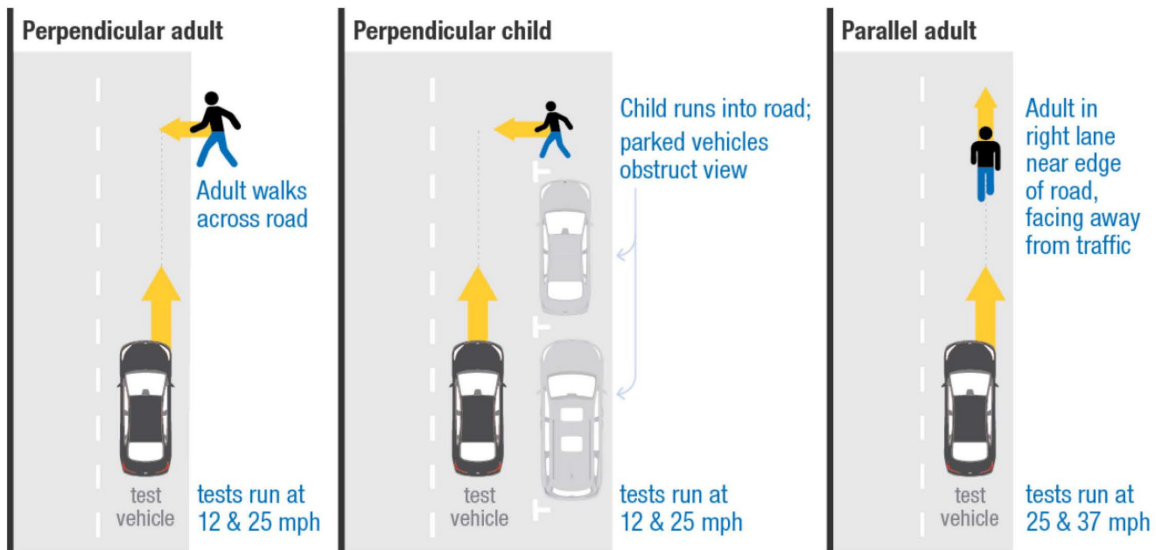 Perpendicular adult
Adult walks
across road
test
vehicle
tests run at
12 & 25 mph
Perpendicular child
Child runs into road;
parked vehicles
obstruct view
test
vehicle
tests run at
12 & 25 mph
Parallel adult
Adult in
right lane
near edge
of road,
facing away
from traffic
test
vehicle
tests run at
25 & 37 mph